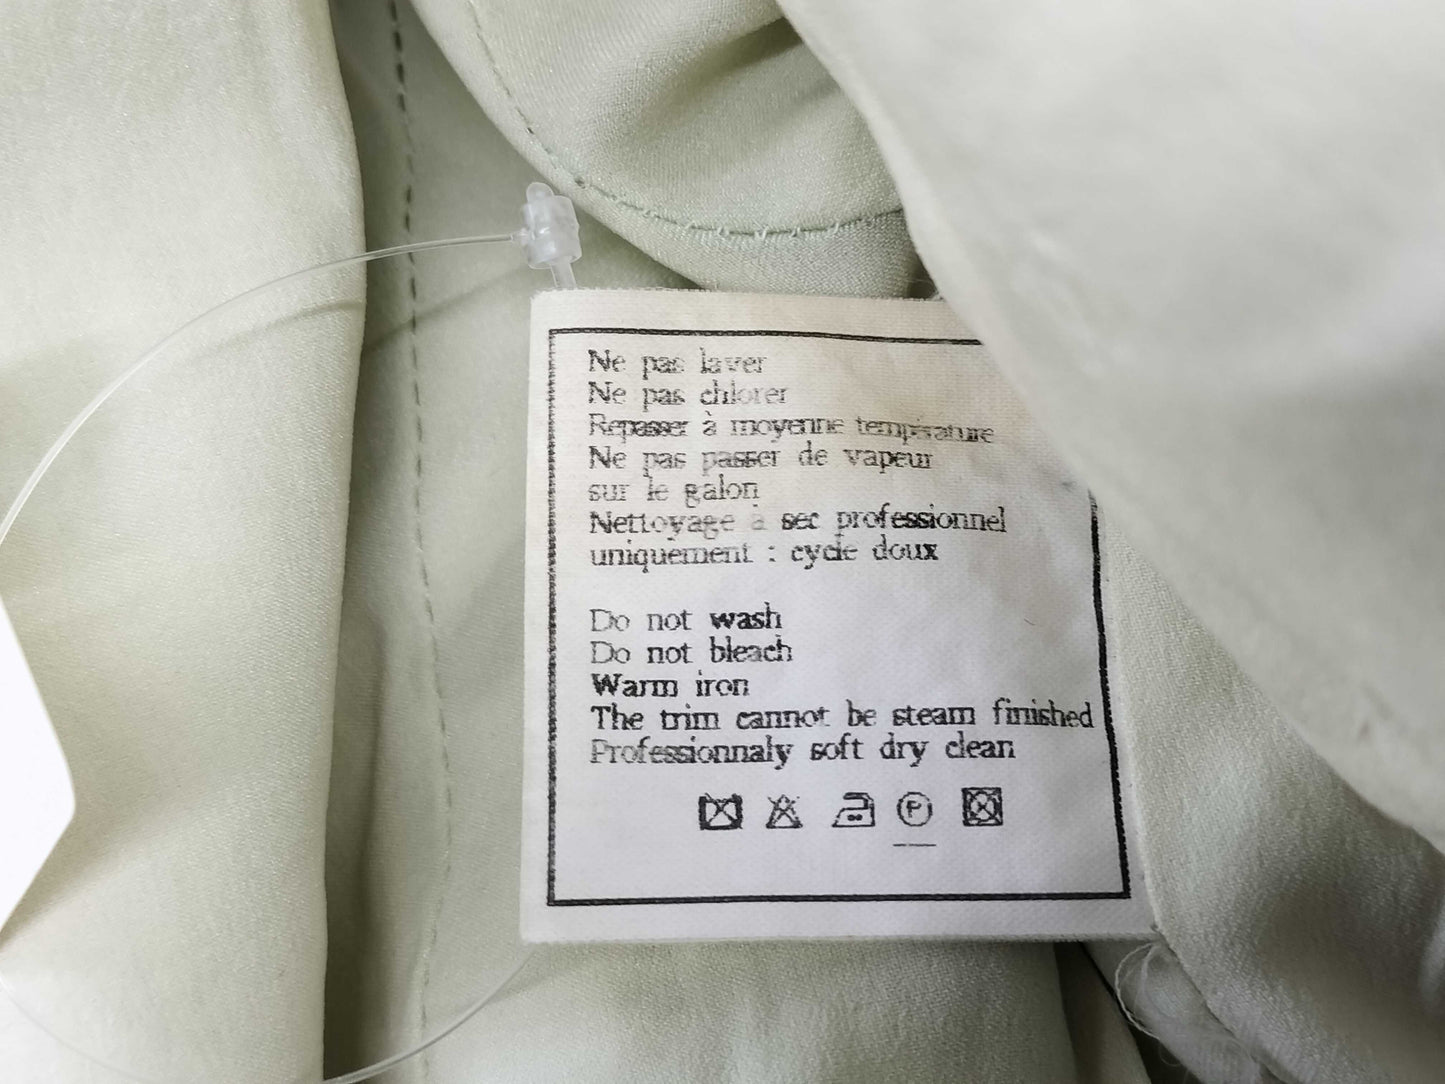 Ne pas laver
Ne pas chlorer
Repasser à moyenne température
Ne pas passer de vapeur
sur le galon
Nettoyage à sec professionnel
uniquement : cycle doux
Do not wash
Do not bleach
Warm iron
The trim cannot be steam finished
Professionnaly soft dry clean
P